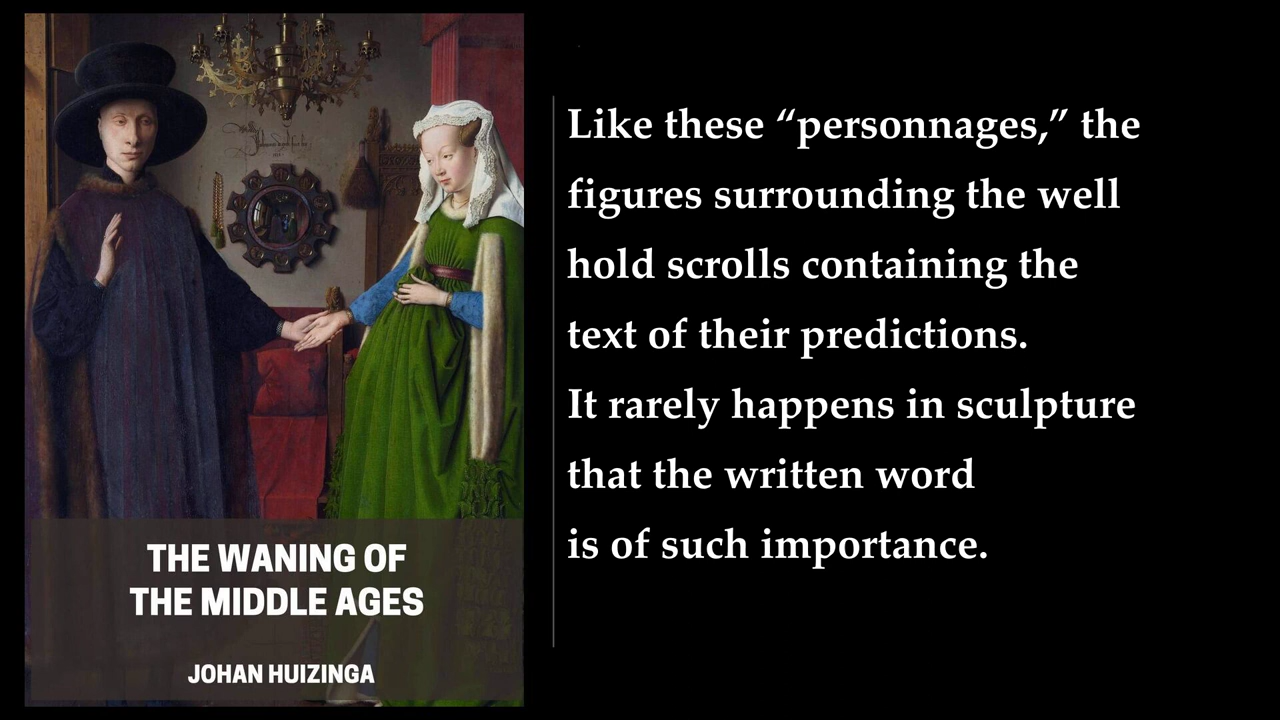 THE WANING OF
THE MIDDLE AGES
JOHAN HUIZINGA
Like these “personnages,” the
figures surrounding the well
hold scrolls containing the
text of their predictions.
It rarely happens in sculpture
that the written word
is of such importance.